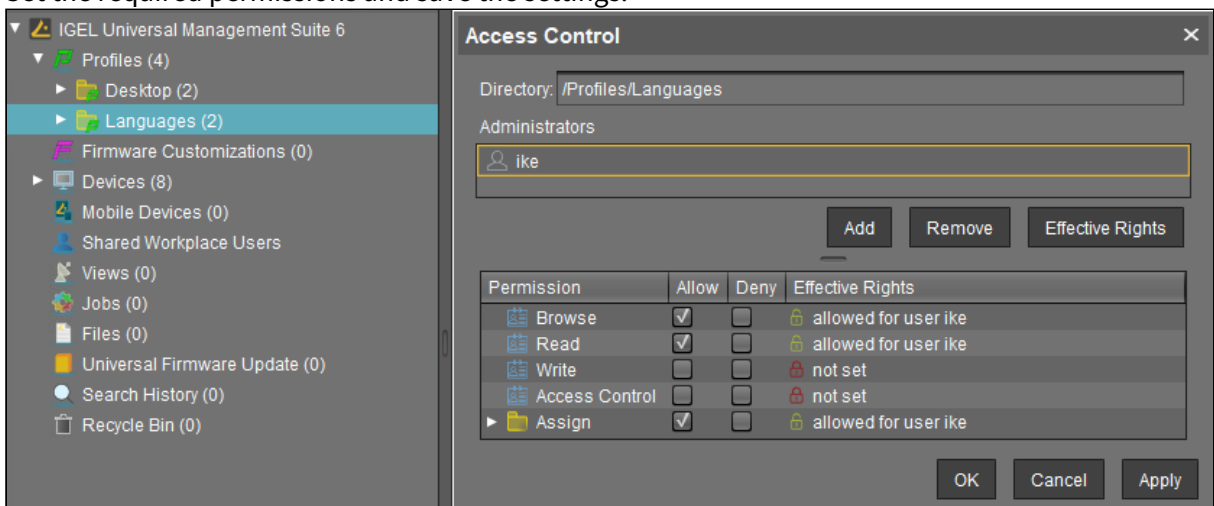 IGEL Universal Management Suite 6
Profiles (4)
Desktop (2)
Languages (2)
Firmware Customizations (0)
Devices (8)
Mobile Devices (0)
Shared Workplace Users
Views (0)
Jobs (0)
Files (0)
Universal Firmware Update (0)
Search History (0)
Recycle Bin (0)
Access Control
Directory: /Profiles/Languages
Administrators
ike
Add Remove Effective Rights
Permission Allow Deny Effective Rights
Browse allowed for user ike
Read allowed for user ike
Write not set
Access Control not set
Assign allowed for user ike
OK Cancel Apply